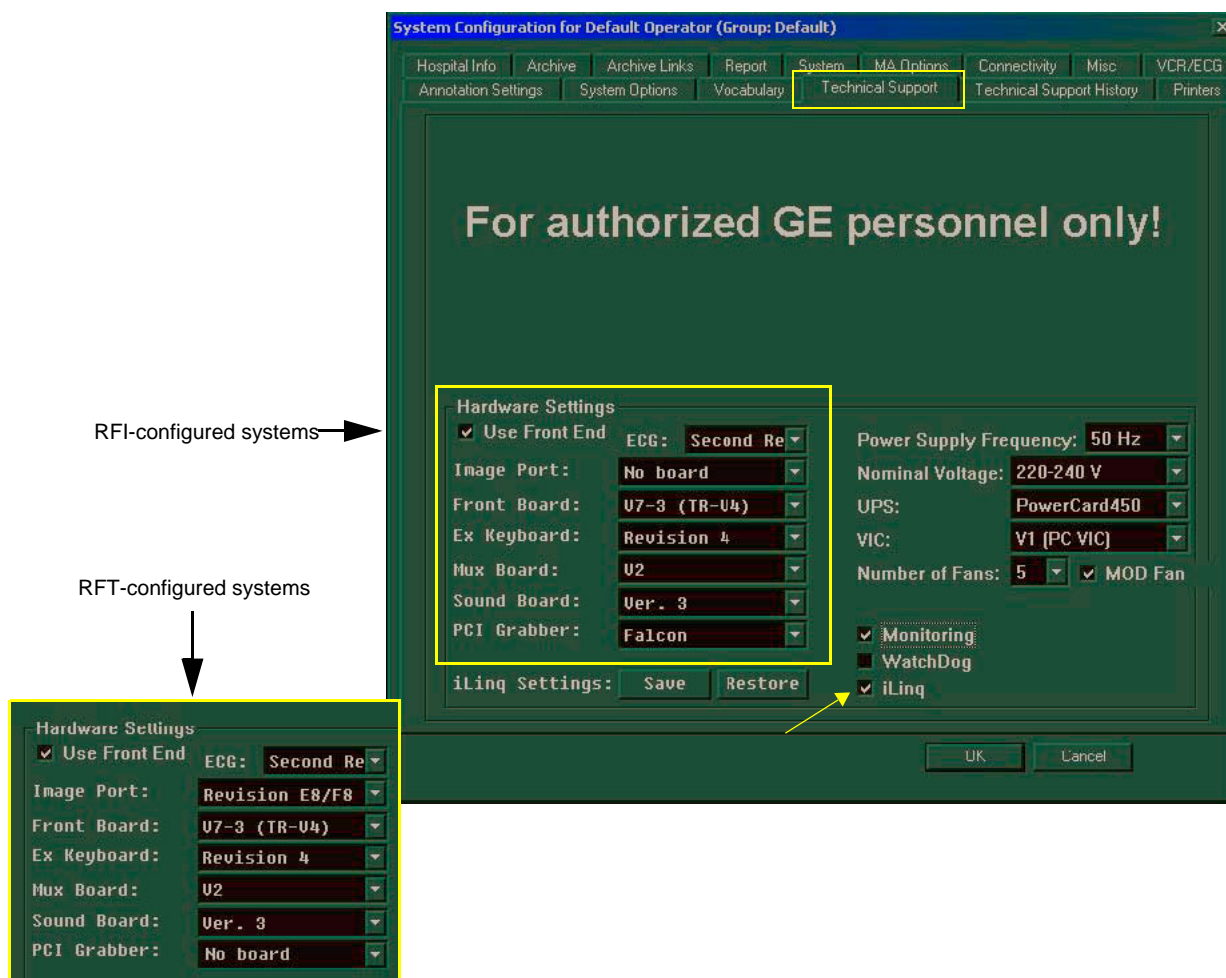 System Configuration for Default Operator (Group: Default)
Hospital Info Archive Archive Links Report System MA Options Connectivity Misc VCR/ECG
Annotation Settings System Options Vocabulary Technical Support Technical Support History Printers
For authorized GE personnel only!
RFI-configured systems
Hardware Settings
Use Front End ECG: Second Re
Image Port: No board
Front Board: V7-3 (TR-V4)
Ex Keyboard: Revision 4
Mux Board: V2
Sound Board: Ver. 3
PCI Grabber: Falcon
iLinq Settings: Save Restore
Power Supply Frequency: 50 Hz
Nominal Voltage: 220-240 V
UPS: PowerCard450
VIC: V1 (PC VIC)
Number of Fans: 5 MOD Fan
Monitoring
WatchDog
iLinq
OK Cancel
RFT-configured systems
Hardware Settings
Use Front End ECG: Second Re
Image Port: Revision E8/F8
Front Board: V7-3 (TR-V4)
Ex Keyboard: Revision 4
Mux Board: V2
Sound Board: Ver. 3
PCI Grabber: No board